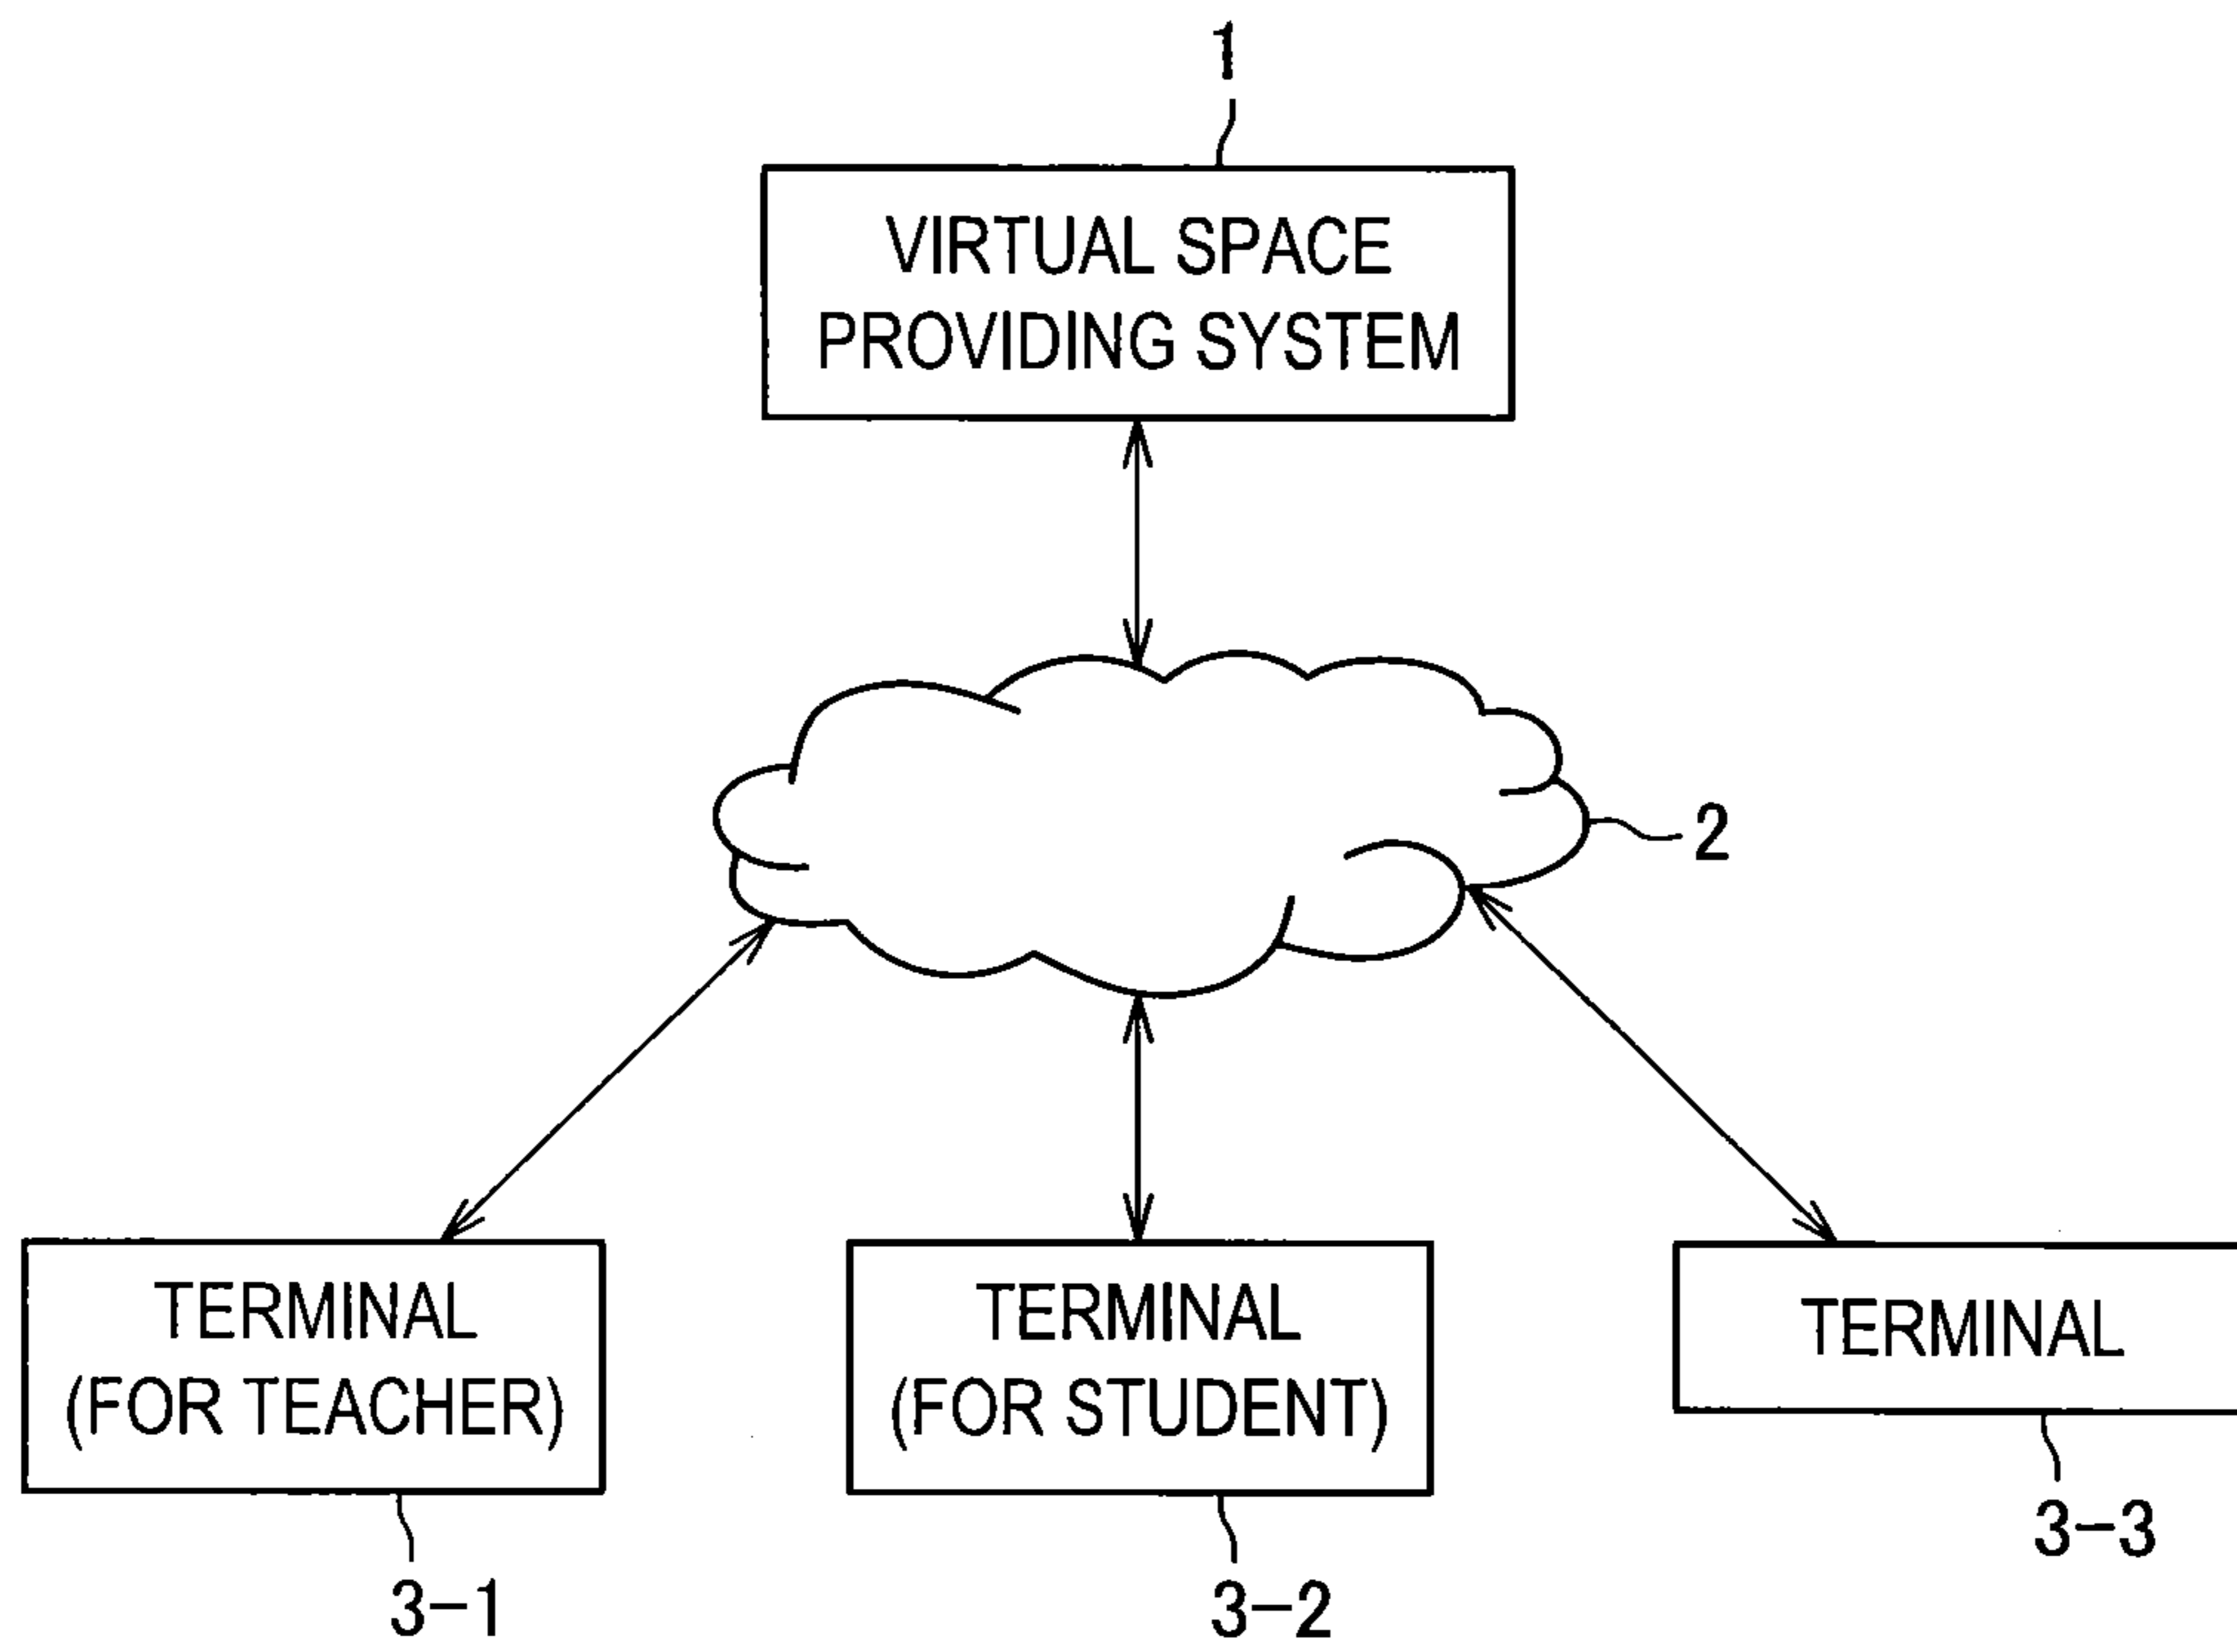 1
VIRTUAL SPACE
PROVIDING SYSTEM
2
TERMINAL
(FOR TEACHER)
3-1
TERMINAL
(FOR STUDENT)
3-2
TERMINAL
3-3